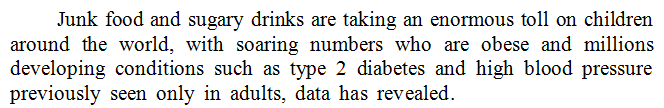 Junk food and sugary drinks are taking an enormous toll on children
around the world, with soaring numbers who are obese and millions
developing conditions such as type 2 diabetes and high blood pressure
previously seen only in adults, data has revealed.